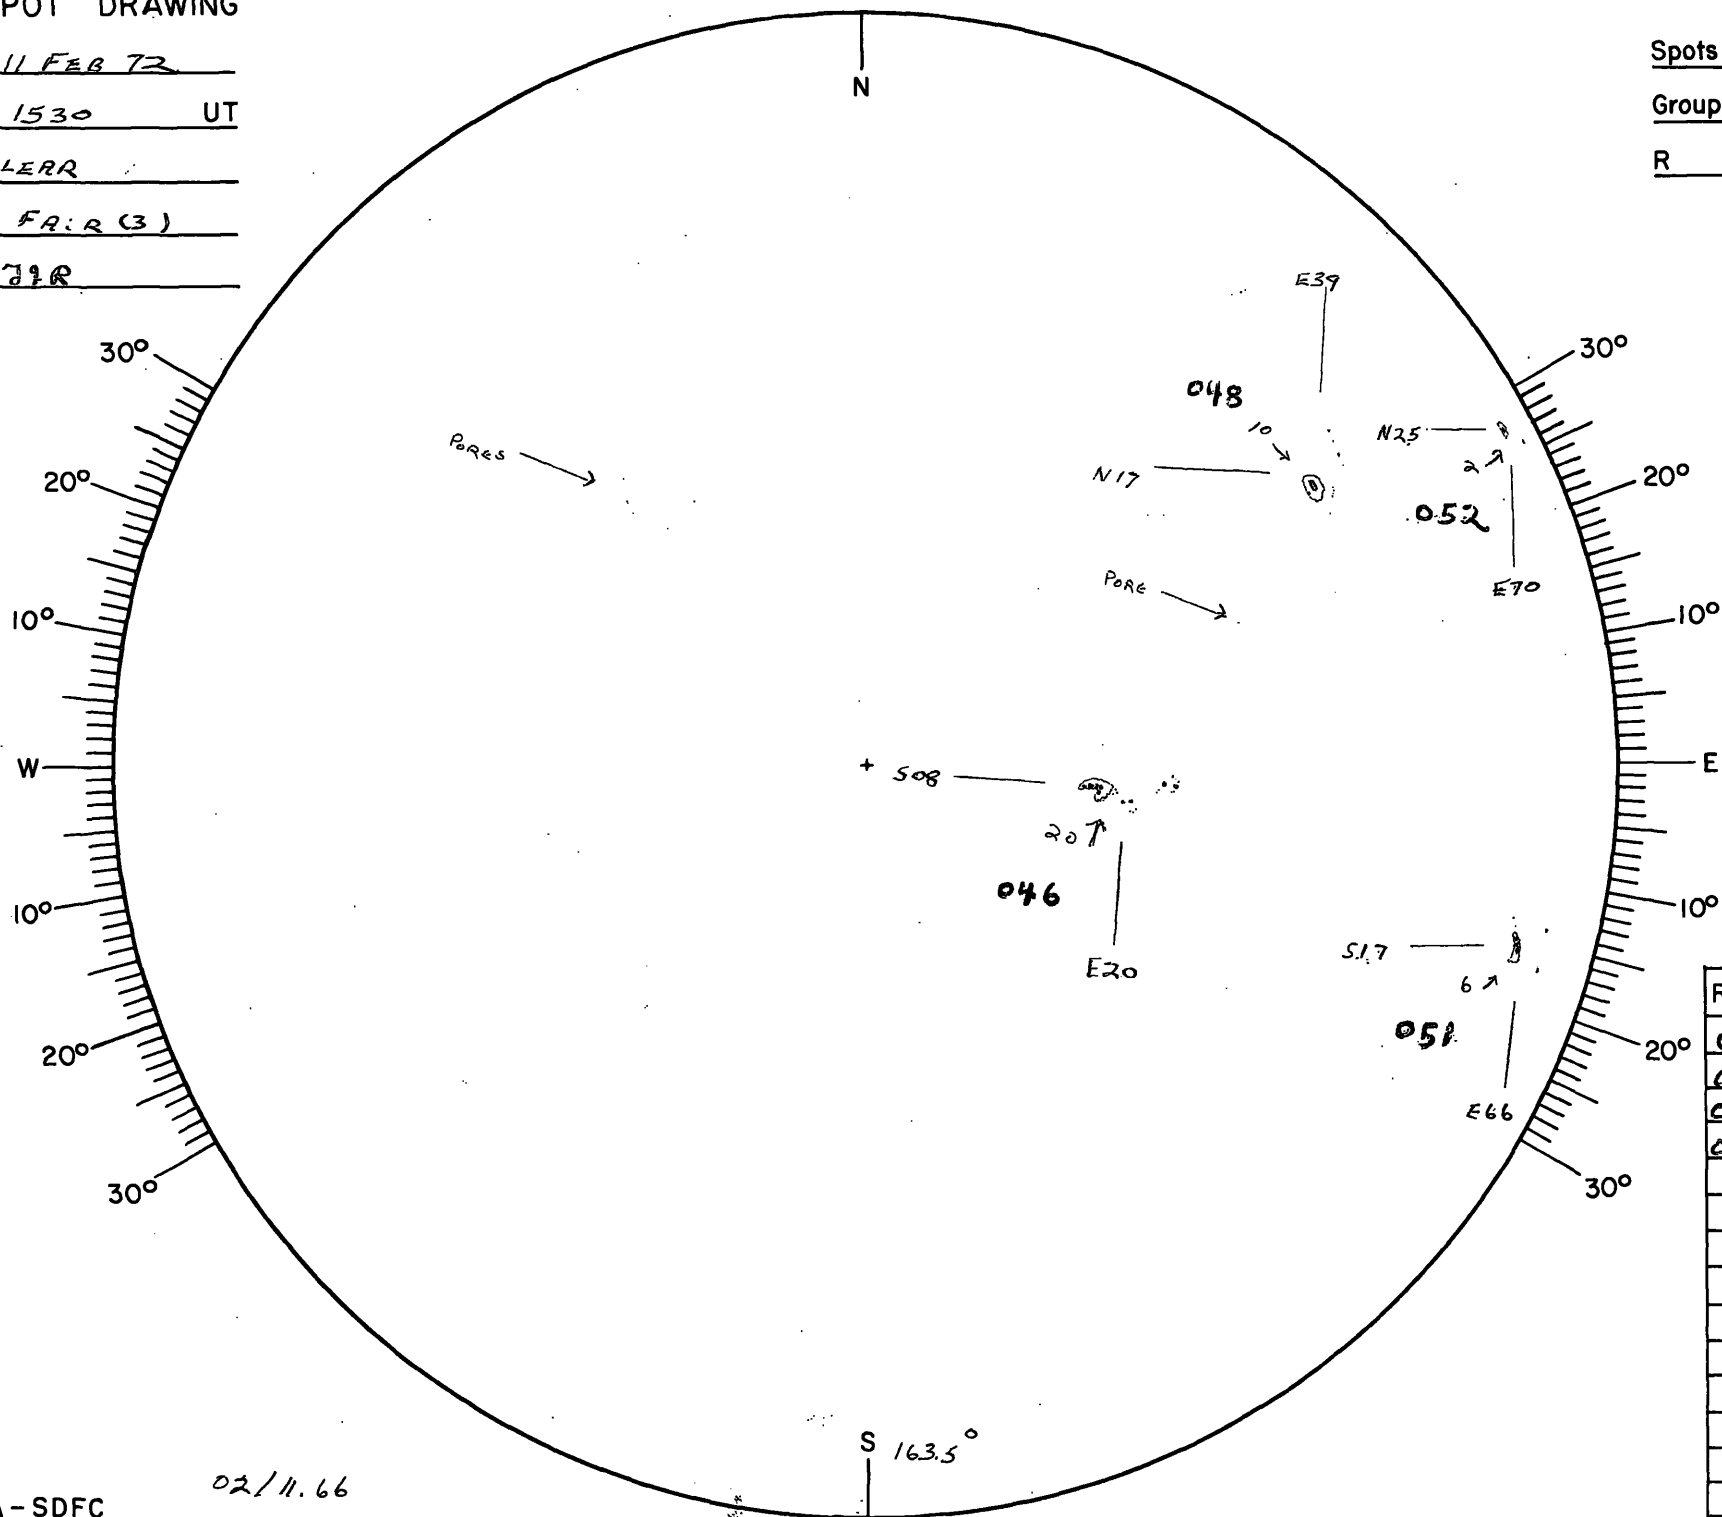 POT DRAWING
11 FEB 72
1530 UT
LEAR
FAIR (3)
Spots
Group
R
N
E39
30°
30°
048
10
N25
PORES
2
20°
N17
20°
052
PORE
E70
10°
10°
W
+ S08
E
20
046
10°
10°
S17
E20
6
R
051
20°
20°
E66
30°
30°
S 163.5°
02/11.66
A-SDFC